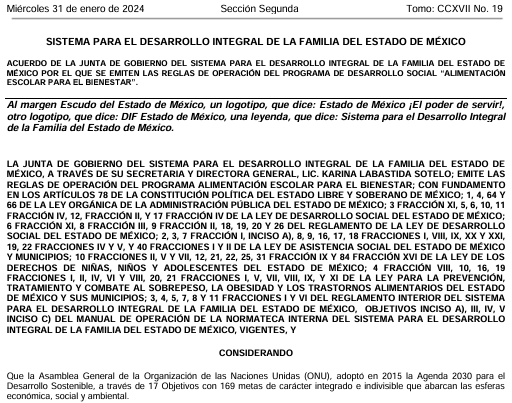 Miércoles 31 de enero de 2024 Sección Segunda Tomo: CCXVII No. 19
SISTEMA PARA EL DESARROLLO INTEGRAL DE LA FAMILIA DEL ESTADO DE MÉXICO
ACUERDO DE LA JUNTA DE GOBIERNO DEL SISTEMA PARA EL DESARROLLO INTEGRAL DE LA FAMILIA DEL ESTADO DE
MÉXICO POR EL QUE SE EMITEN LAS REGLAS DE OPERACIÓN DEL PROGRAMA DE DESARROLLO SOCIAL "ALIMENTACIÓN
ESCOLAR PARA EL BIENESTAR".
Al margen Escudo del Estado de México, un logotipo, que dice: Estado de México ¡El poder de servir!,
otro logotipo, que dice: DIF Estado de México, una leyenda, que dice: Sistema para el Desarrollo Integral
de la Familia del Estado de México.
LA JUNTA DE GOBIERNO DEL SISTEMA PARA EL DESARROLLO INTEGRAL DE LA FAMILIA DEL ESTADO DE
MÉXICO, A TRAVÉS DE SU SECRETARIA Y DIRECTORA GENERAL, LIC. KARINA LABASTIDA SOTELO; EMITE LAS
REGLAS DE OPERACIÓN DEL PROGRAMA ALIMENTACIÓN ESCOLAR PARA EL BIENESTAR; CON FUNDAMENTO
EN LOS ARTÍCULOS 78 DE LA CONSTITUCIÓN POLÍTICA DEL ESTADO LIBRE Y SOBERANO DE MÉXICO; 1, 4, 64 Y
66 DE LA LEY ORGÁNICA DE LA ADMINISTRACIÓN PÚBLICA DEL ESTADO DE MÉXICO; 3 FRACCIÓN XI, 5, 6, 10, 11
FRACCIÓN IV, 12, FRACCIÓN II, Y 17 FRACCIÓN IV DE LA LEY DE DESARROLLO SOCIAL DEL ESTADO DE MÉXICO;
6 FRACCIÓN XI, 8 FRACCIÓN III, 9 FRACCIÓN II, 18, 19, 20 Y 26 DEL REGLAMENTO DE LA LEY DE DESARROLLO
SOCIAL DEL ESTADO DE MÉXICO; 2, 3, 7 FRACCIÓN I, INCISO A), 8, 9, 16, 17, 18 FRACCIONES I, VIII, IX, XX Y XXI,
19, 22 FRACCIONES IV Y V, Y 40 FRACCIONES I Y II DE LA LEY DE ASISTENCIA SOCIAL DEL ESTADO DE MÉXICO
Y MUNICIPIOS; 10 FRACCIONES II, V Y VII, 12, 21, 22, 25, 31 FRACCIÓN IX Y 84 FRACCIÓN XVI DE LA LEY DE LOS
DERECHOS DE NIÑAS, NIÑOS Y ADOLESCENTES DEL ESTADO DE MÉXICO; 4 FRACCIÓN VIII, 10, 16, 19
FRACCIONES I, II, IV, VI Y VIII, 20, 21 FRACCIONES I, V, VII, VIII, IX Y XI DE LA LEY PARA LA PREVENCIÓN,
TRATAMIENTO Y COMBATE AL SOBREPESO, LA OBESIDAD Y LOS TRASTORNOS ALIMENTARIOS DEL ESTADO
DE MÉXICO Y SUS MUNICIPIOS; 3, 4, 5, 7, 8 Y 11 FRACCIONES I Y VI DEL REGLAMENTO INTERIOR DEL SISTEMA
PARA EL DESARROLLO INTEGRAL DE LA FAMILIA DEL ESTADO DE MÉXICO, OBJETIVOS INCISO A), III, IV, V
INCISO C) DEL MANUAL DE OPERACIÓN DE LA NORMATECA INTERNA DEL SISTEMA PARA EL DESARROLLO
INTEGRAL DE LA FAMILIA DEL ESTADO DE MÉXICO, VIGENTES, Y
CONSIDERANDO
Que la Asamblea General de la Organización de las Naciones Unidas (ONU), adoptó en 2015 la Agenda 2030 para el
Desarrollo Sostenible, a través de 17 Objetivos con 169 metas de carácter integrado e indivisible que abarcan las esferas
económica, social y ambiental.